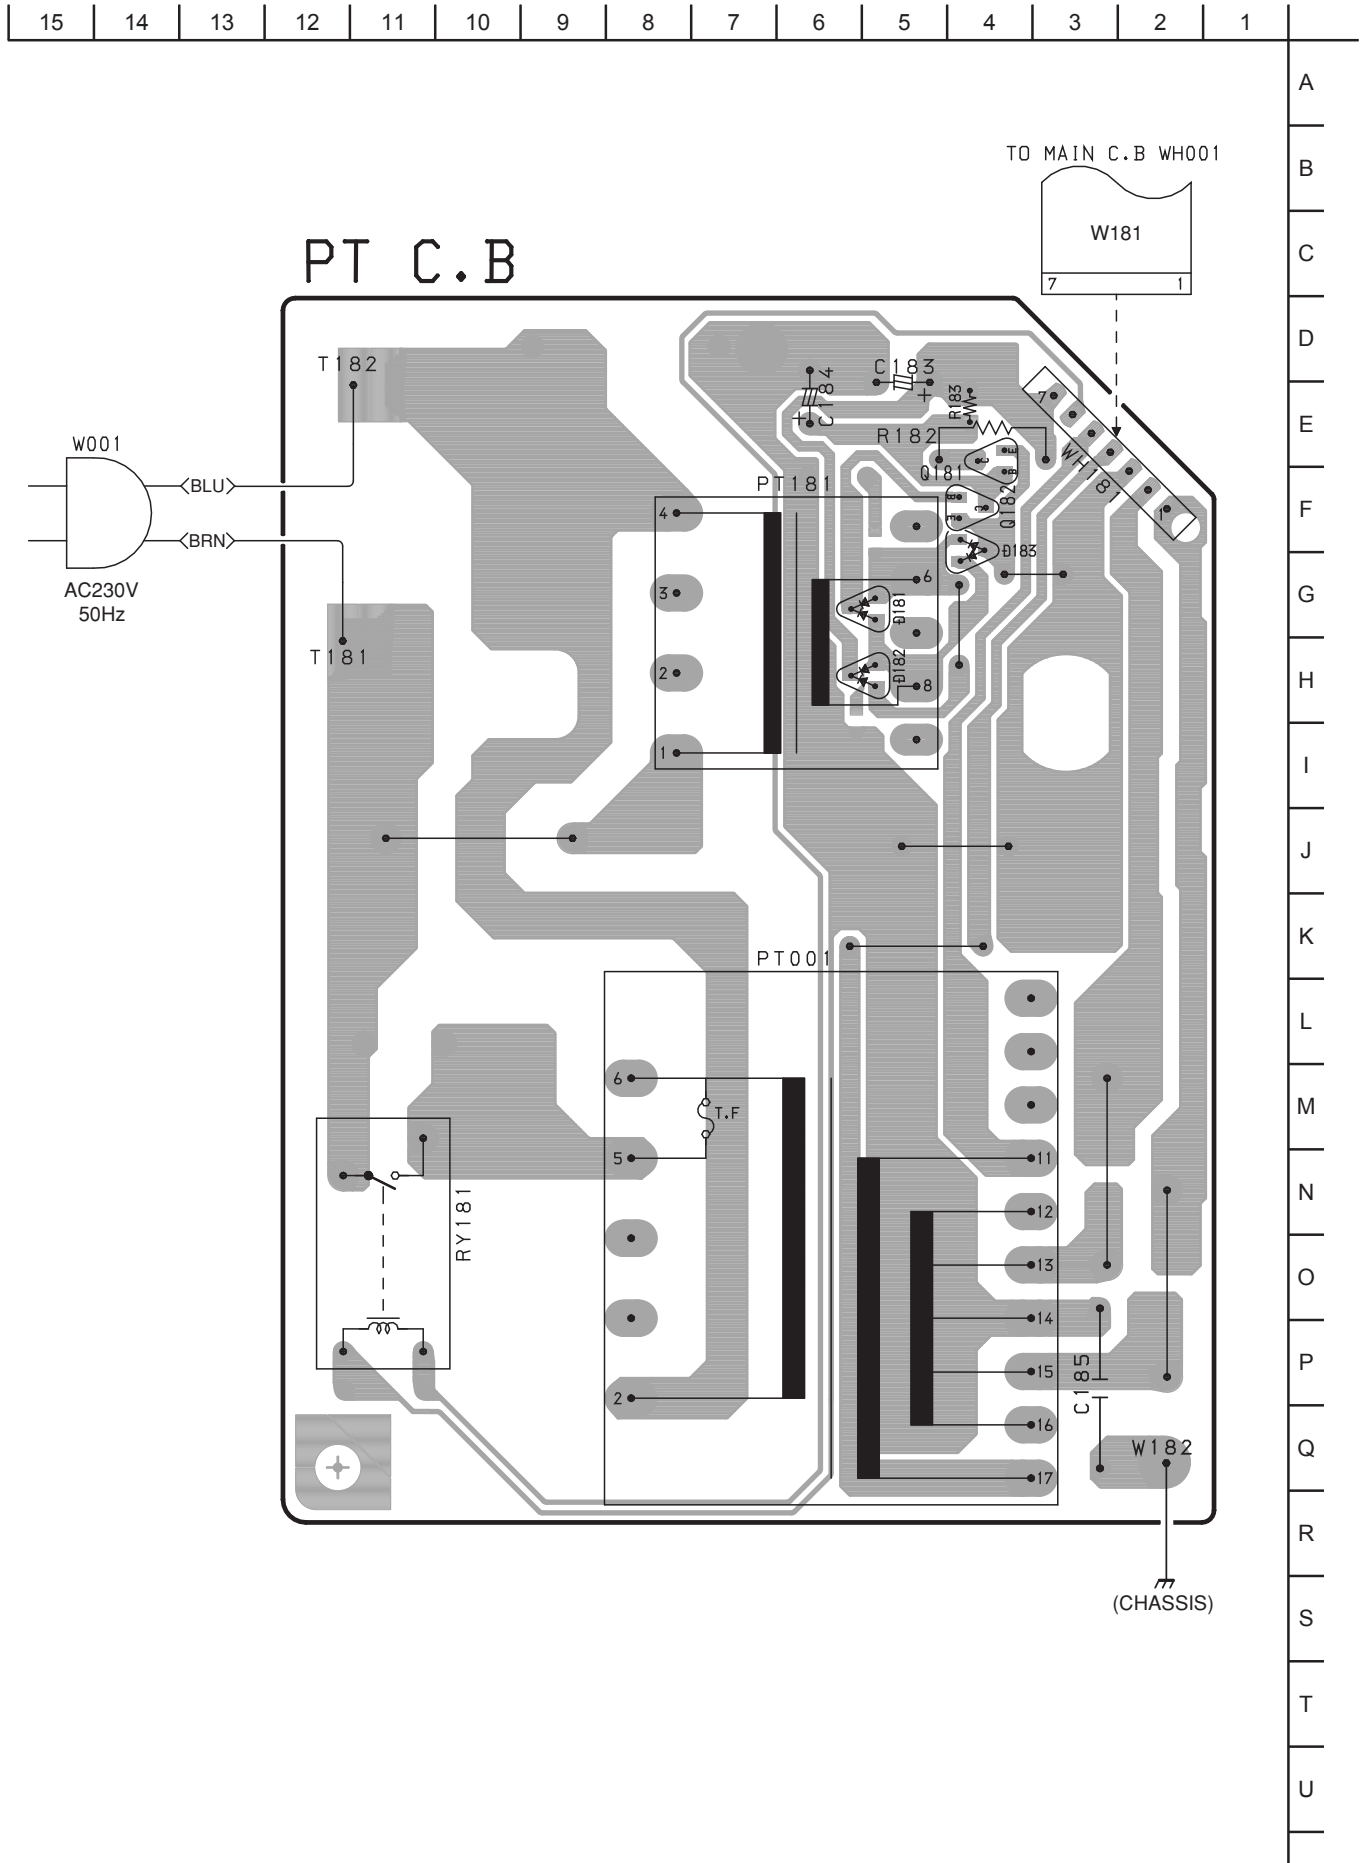 15 14 13 12 11 10 9 8 7 6 5 4 3 2 1
A
TO MAIN C.B WH001
B
W181
C
7 1
PT C.B
D
T182
C183
C184
+
+
R183
7
E
R182
W001
WH181
C
E
B
Q181
BLU
PT181
B
E
C
Q182
F
4
1
BRN
D183
AC230V
50Hz
6
G
3
D181
T181
D182
H
2
8
1
I
J
K
PT001
L
6
M
T.F
5
11
N
12
RY181
13
O
14
P
15
C185
2
16
W182
Q
17
R
(CHASSIS)
S
T
U